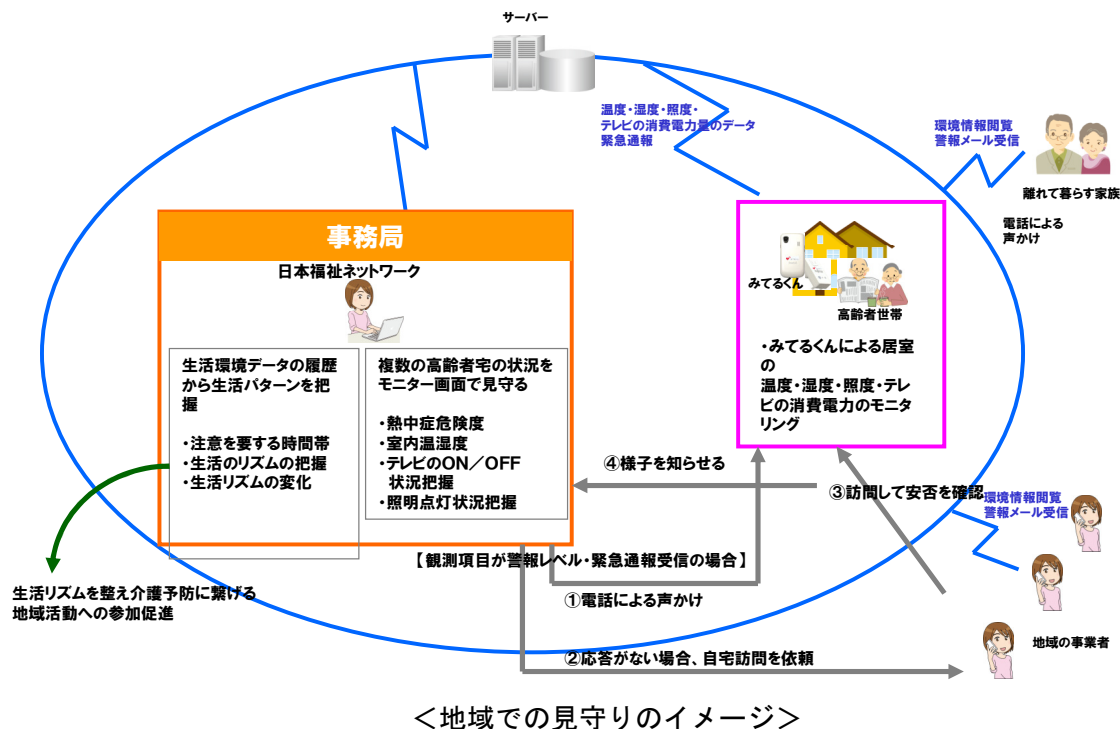 サーバー
温度・湿度・照度・
テレビの消費電力量のデータ
緊急通報
環境情報閲覧
警報メール受信
離れて暮らす家族
電話による
声かけ
事務局
日本福祉ネットワーク
生活環境データの履歴
から生活パターンを把
握
・注意を要する時間帯
・生活のリズムの把握
・生活リズムの変化
複数の高齢者宅の状況を
モニター画面で見守る
・熱中症危険度
・室内温湿度
・テレビのON/OFF
状況把握
・照明点灯状況把握
みてるくん
高齢者世帯
・みてるくんによる居室
の
温度・湿度・照度・テレ
ビの消費電力のモニタ
リング
④様子を知らせる
③訪問して安否を確認
環境情報閲覧
警報メール受信
【観測項目が警報レベル・緊急通報受信の場合】
生活リズムを整え介護予防に繋げる
地域活動への参加促進
①電話による声かけ
地域の事業者
②応答がない場合、自宅訪問を依頼
<地域での見守りのイメージ>